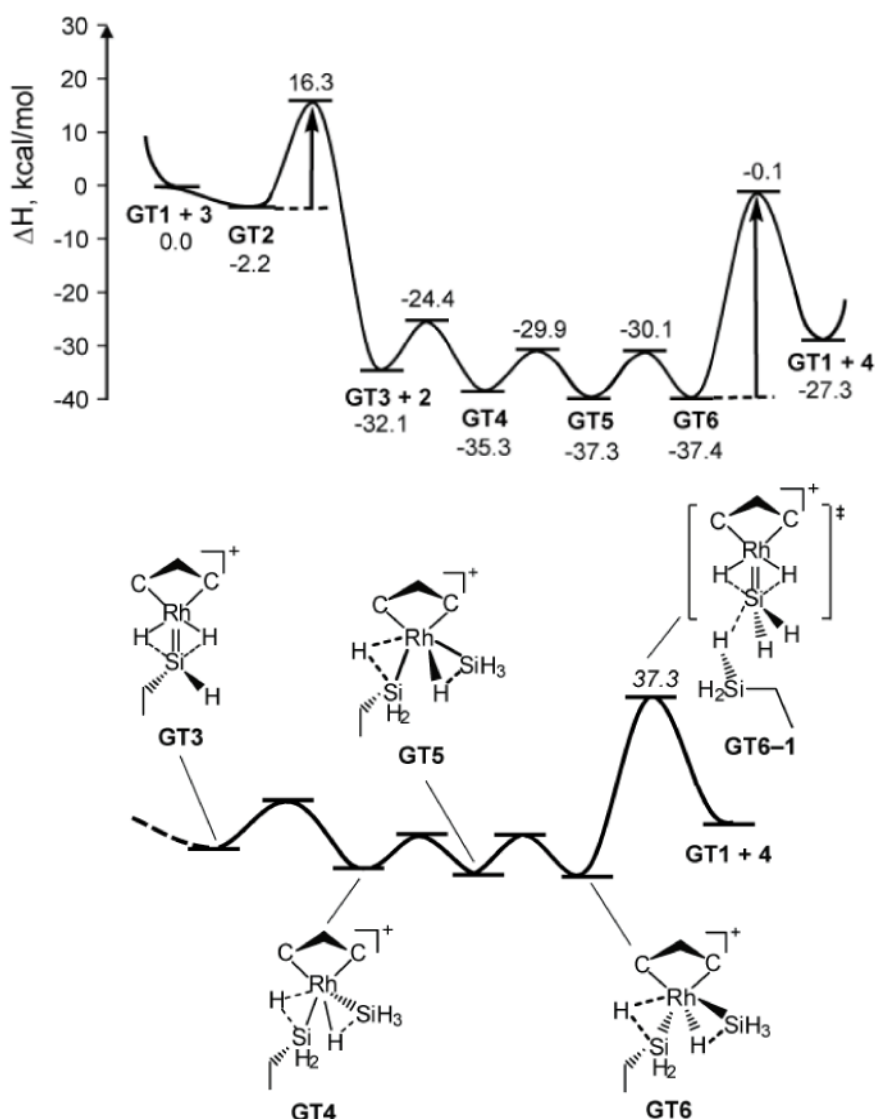 ΔH, kcal/mol
30
20
10
0
-10
-20
-30
-40
GT1 + 3
0.0
GT2
-2.2
16.3
GT3 + 2
-32.1
-24.4
GT4
-35.3
-29.9
GT5
-37.3
-30.1
GT6
-37.4
-0.1
GT1 + 4
-27.3
C C
+
Rh
H H
Si
H
GT3
C C
+
Rh
H
SiH3
H
Si
H2
GT5
C C
+
‡
Rh
H H
Si
H
H H
H2Si
GT6–1
37.3
GT1 + 4
C C
+
Rh
H
SiH3
Si H
H2
GT4
C C
+
Rh
H
SiH3
H
Si
H2
GT6